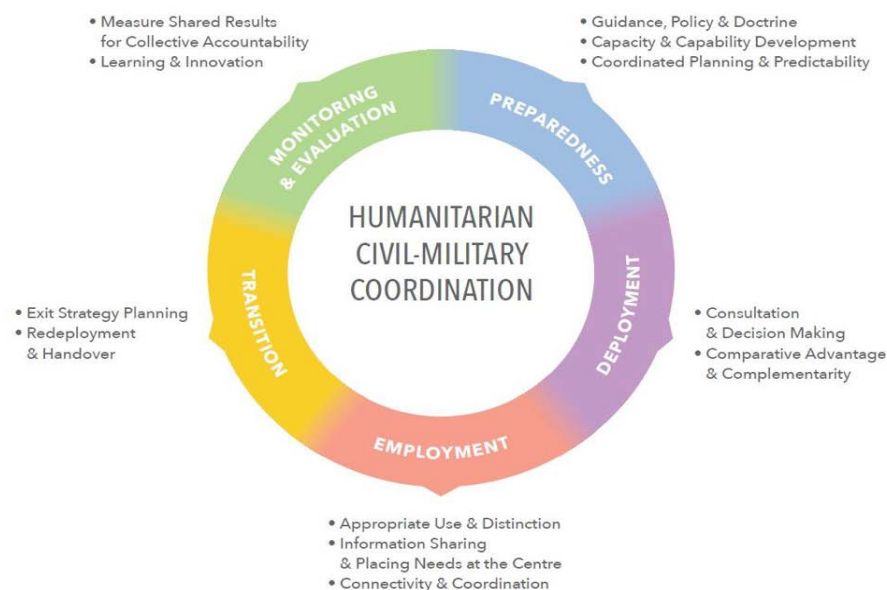 • Measure Shared Results
for Collective Accountability
• Learning & Innovation
• Guidance, Policy & Doctrine
• Capacity & Capability Development
• Coordinated Planning & Predictability
MONITORING
& EVALUATION
PREPAREDNESS
HUMANITARIAN
CIVIL-MILITARY
COORDINATION
TRANSITION
DEPLOYMENT
• Exit Strategy Planning
• Redeployment
& Handover
• Consultation
& Decision Making
• Comparative Advantage
& Complementarity
EMPLOYMENT
• Appropriate Use & Distinction
• Information Sharing
& Placing Needs at the Centre
• Connectivity & Coordination